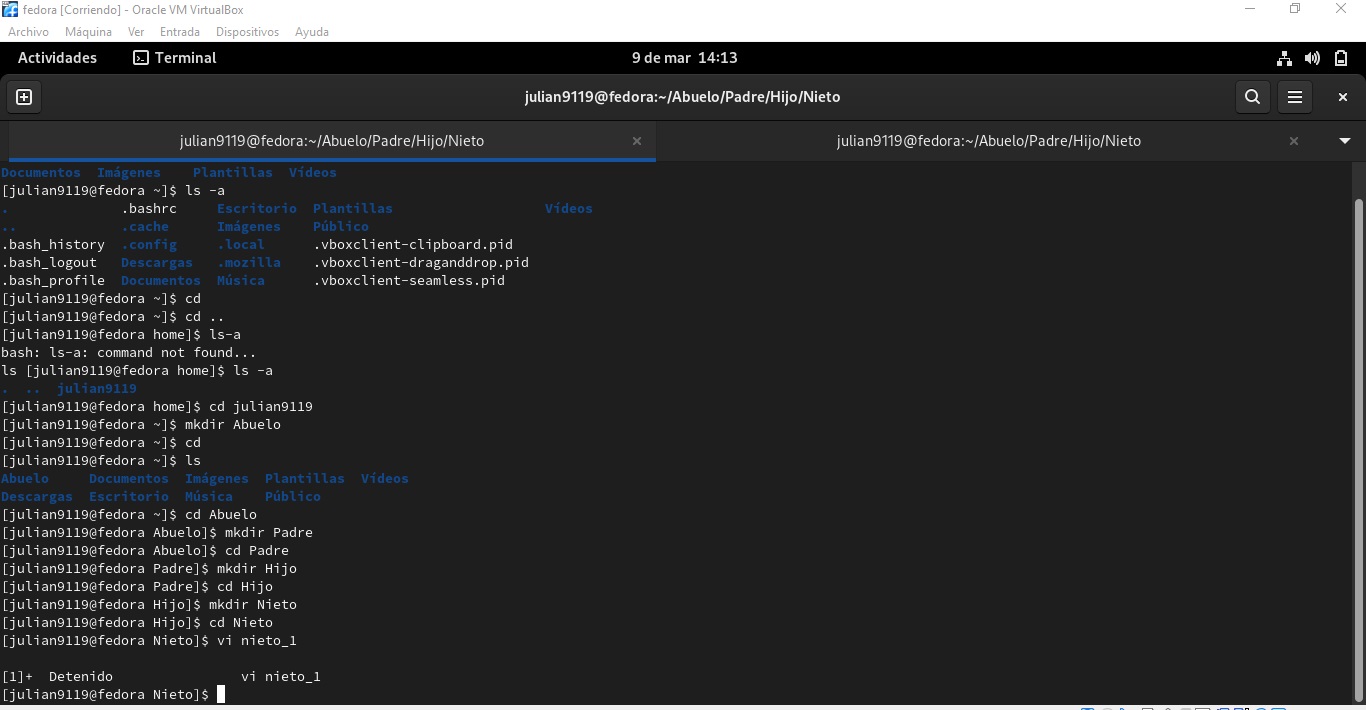 fedora [Corriendo] - Oracle VM VirtualBox
Archivo Máquina Ver Entrada Dispositivos Ayuda
Actividades Terminal 9 de mar 14:13
julian9119@fedora:~/Abuelo/Padre/Hijo/Nieto
julian9119@fedora:~/Abuelo/Padre/Hijo/Nieto × julian9119@fedora:~/Abuelo/Padre/Hijo/Nieto ×
Documentos  Imágenes    Plantillas  Vídeos
[julian9119@fedora ~]$ ls -a
.              .bashrc     Escritorio  Plantillas                   Vídeos
..             .cache      Imágenes    Público
.bash_history  .config     .local      .vboxclient-clipboard.pid
.bash_logout   Descargas   .mozilla    .vboxclient-draganddrop.pid
.bash_profile  Documentos  Música      .vboxclient-seamless.pid
[julian9119@fedora ~]$ cd
[julian9119@fedora ~]$ cd ..
[julian9119@fedora home]$ ls-a
bash: ls-a: command not found...
ls [julian9119@fedora home]$ ls -a
.  ..  julian9119
[julian9119@fedora home]$ cd julian9119
[julian9119@fedora ~]$ mkdir Abuelo
[julian9119@fedora ~]$ cd
[julian9119@fedora ~]$ ls
Abuelo     Documentos  Imágenes  Plantillas  Vídeos
Descargas  Escritorio  Música    Público
[julian9119@fedora ~]$ cd Abuelo
[julian9119@fedora Abuelo]$ mkdir Padre
[julian9119@fedora Abuelo]$ cd Padre
[julian9119@fedora Padre]$ mkdir Hijo
[julian9119@fedora Padre]$ cd Hijo
[julian9119@fedora Hijo]$ mkdir Nieto
[julian9119@fedora Hijo]$ cd Nieto
[julian9119@fedora Nieto]$ vi nieto_1
[1]+  Detenido                vi nieto_1
[julian9119@fedora Nieto]$